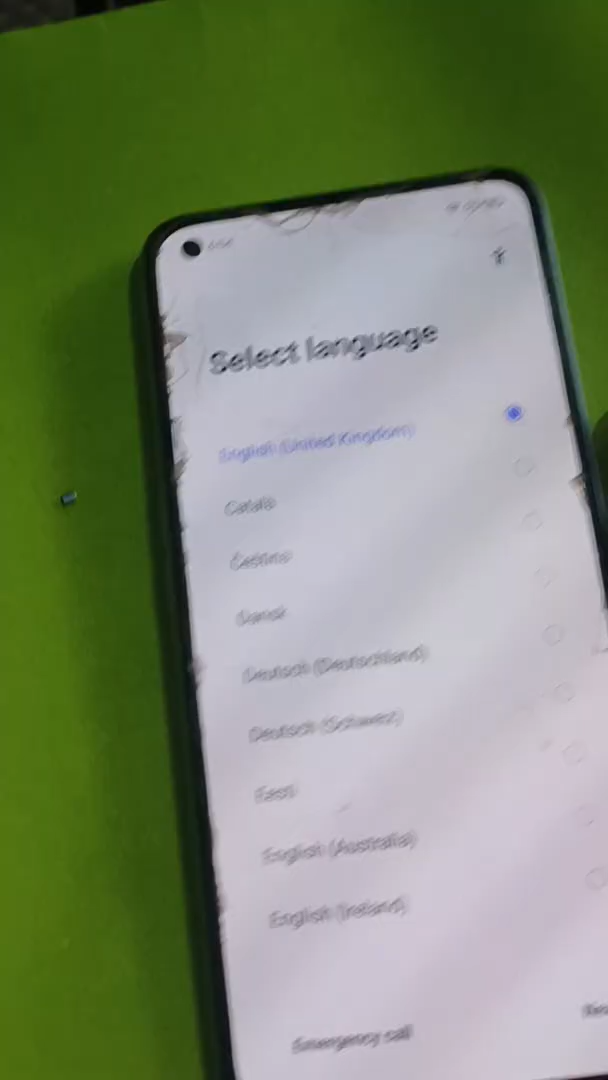 Select language
English (United Kingdom)
Català
Čeština
Dansk
Deutsch (Deutschland)
Deutsch (Schweiz)
Eesti
English (Australia)
English (Ireland)
Emergency call